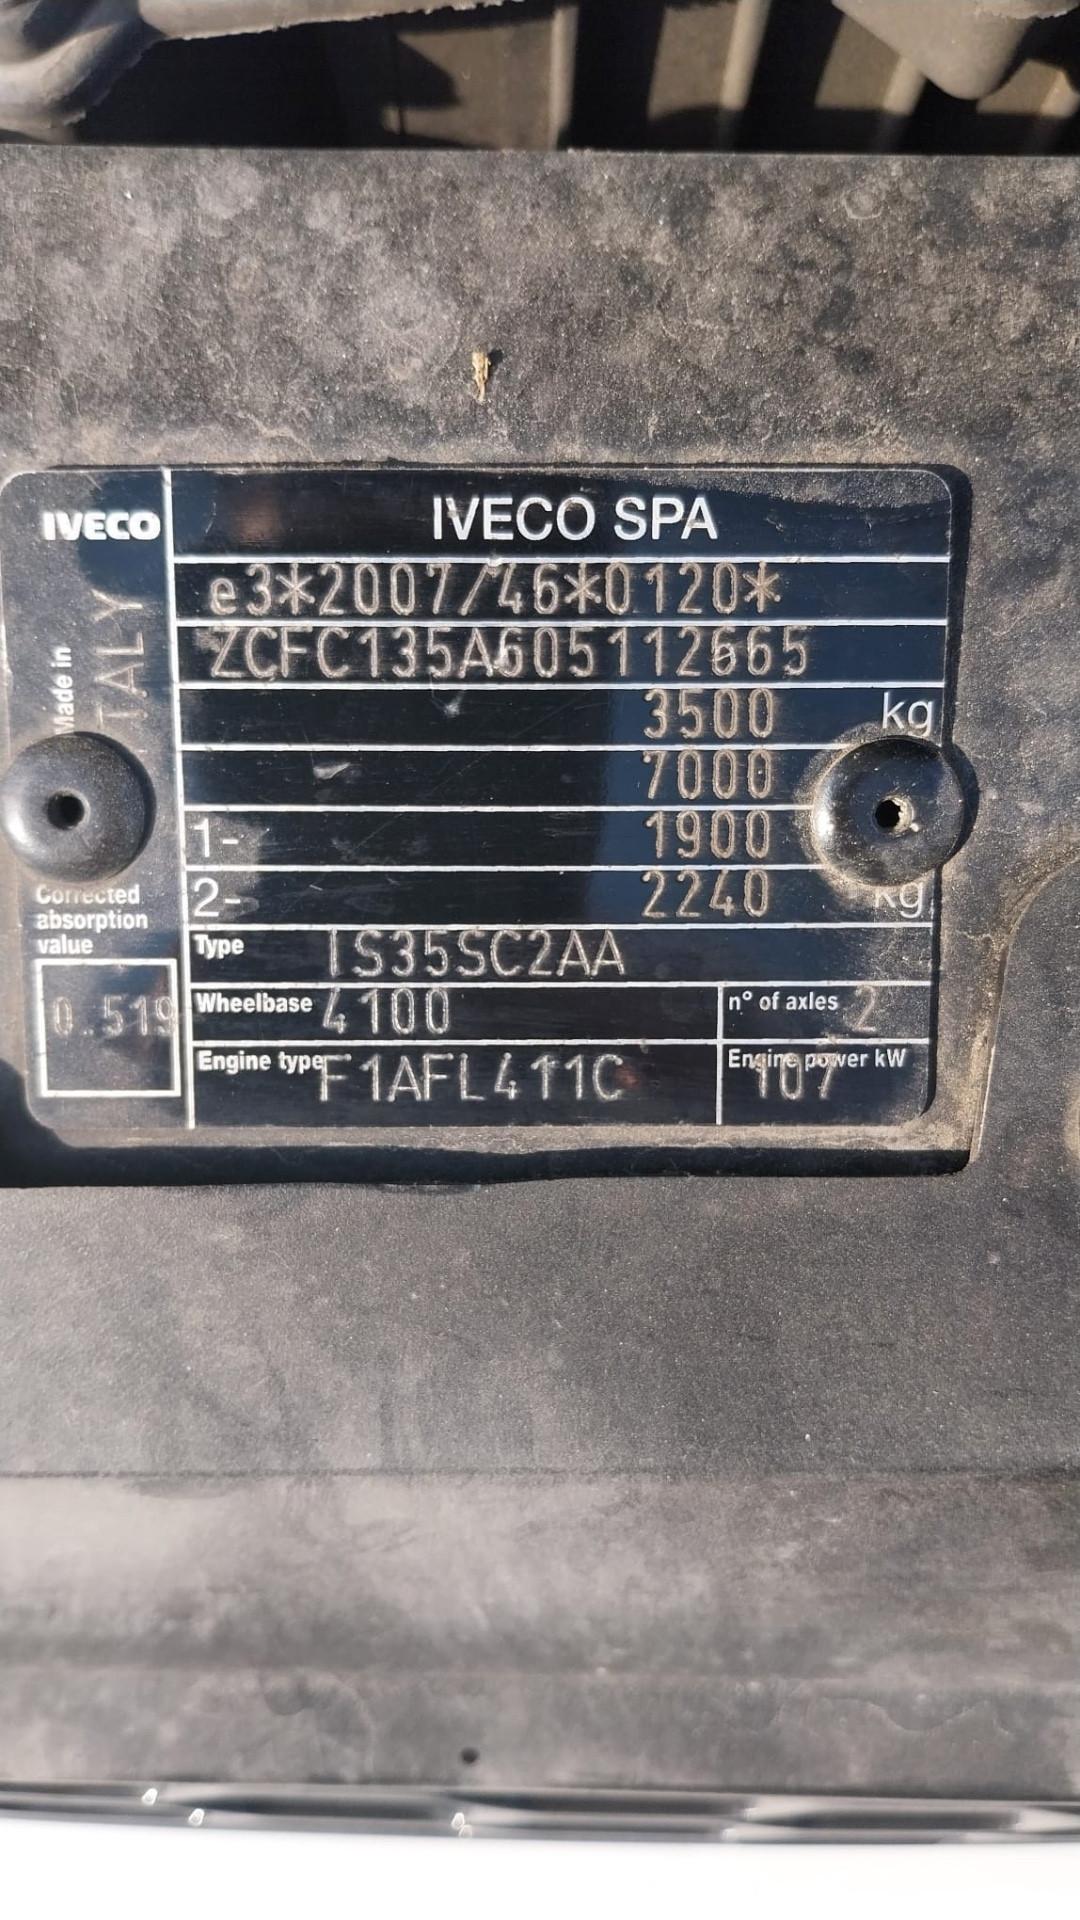 IVECO
IVECO SPA
e3*2007/46*0120*
ZCFC135A605112665
3500 kg
7000
1- 1900
2- 2240 kg
Made in
ITALY
Corrected
absorption
value
0.519
Type IS35SC2AA
Wheelbase 4100
n° of axles 2
Engine type F1AFL411C
Engine power kW
107